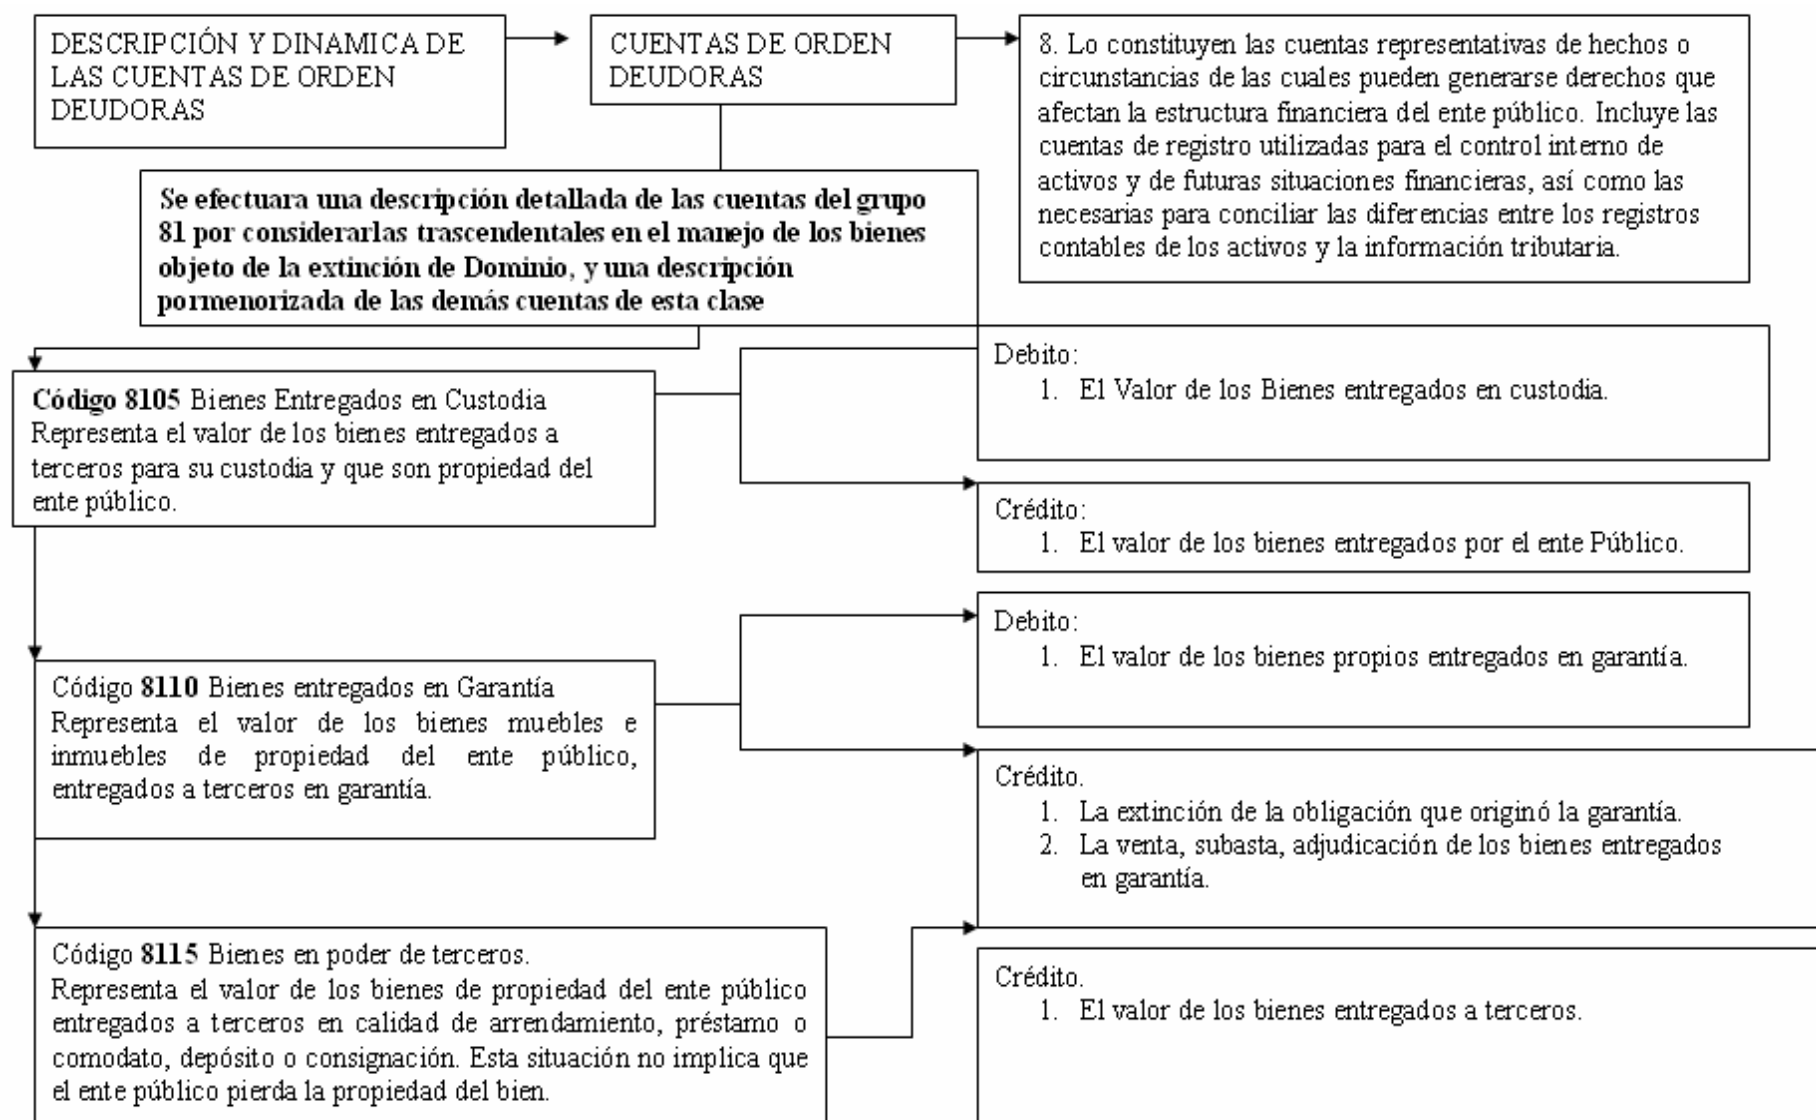 DESCRIPCIÓN Y DINAMICA DE
LAS CUENTAS DE ORDEN
DEUDORAS
CUENTAS DE ORDEN
DEUDORAS
8. Lo constituyen las cuentas representativas de hechos o
circunstancias de las cuales pueden generarse derechos que
afectan la estructura financiera del ente público. Incluye las
cuentas de registro utilizadas para el control interno de
activos y de futuras situaciones financieras, así como las
necesarias para conciliar las diferencias entre los registros
contables de los activos y la información tributaria.
Se efectuara una descripción detallada de las cuentas del grupo
81 por considerarlas trascendentales en el manejo de los bienes
objeto de la extinción de Dominio, y una descripción
pormenorizada de las demás cuentas de esta clase
Código 8105 Bienes Entregados en Custodia
Representa el valor de los bienes entregados a
terceros para su custodia y que son propiedad del
ente público.
Debito:
1. El Valor de los Bienes entregados en custodia.
Crédito:
1. El valor de los bienes entregados por el ente Público.
Código 8110 Bienes entregados en Garantía
Representa el valor de los bienes muebles e
inmuebles de propiedad del ente público,
entregados a terceros en garantía.
Debito:
1. El valor de los bienes propios entregados en garantía.
Crédito.
1. La extinción de la obligación que originó la garantía.
2. La venta, subasta, adjudicación de los bienes entregados
en garantía.
Código 8115 Bienes en poder de terceros.
Representa el valor de los bienes de propiedad del ente público
entregados a terceros en calidad de arrendamiento, préstamo o
comodato, depósito o consignación. Esta situación no implica que
el ente público pierda la propiedad del bien.
Crédito.
1. El valor de los bienes entregados a terceros.